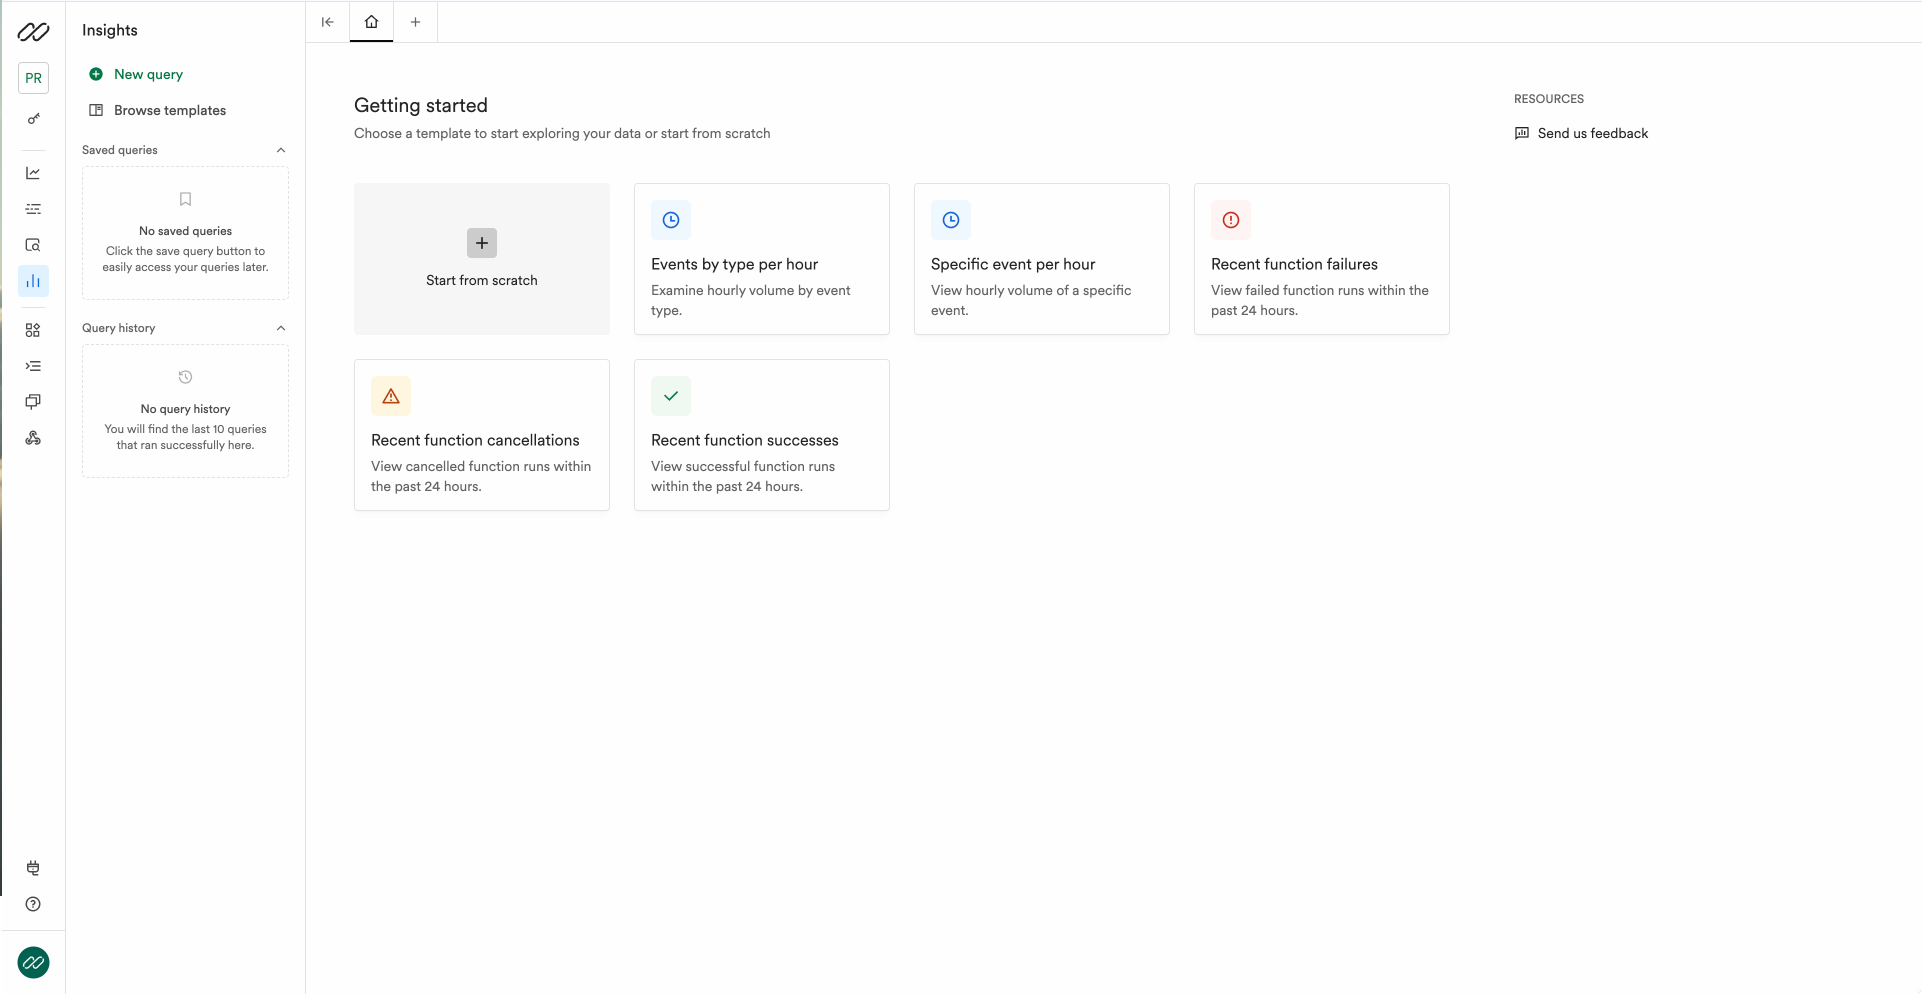 Insights
PR
New query
Browse templates
Saved queries
No saved queries
Click the save query button to
easily access your queries later.
Query history
No query history
You will find the last 10 queries
that ran successfully here.
Getting started
Choose a template to start exploring your data or start from scratch
Start from scratch
Events by type per hour
Examine hourly volume by event
type.
Specific event per hour
View hourly volume of a specific
event.
Recent function failures
View failed function runs within the
past 24 hours.
Recent function cancellations
View cancelled function runs within
the past 24 hours.
Recent function successes
View successful function runs
within the past 24 hours.
RESOURCES
Send us feedback